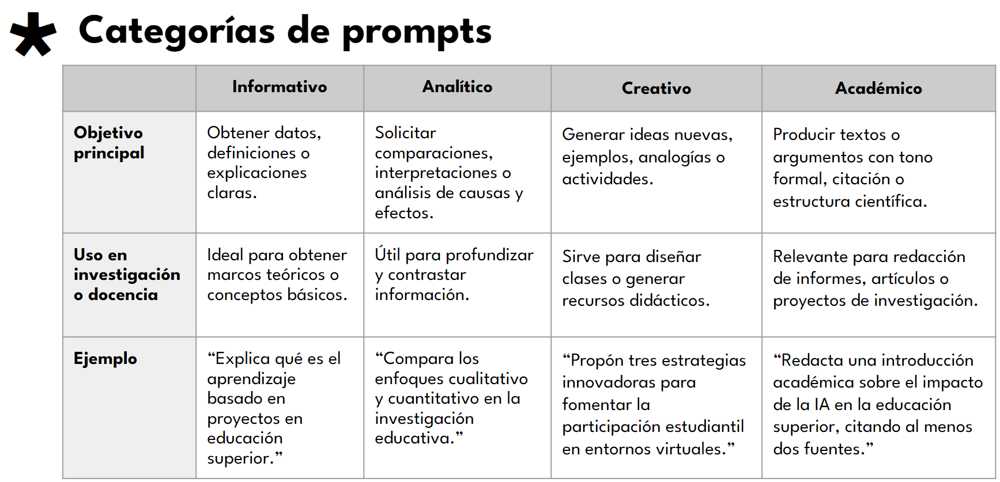 Categorías de prompts
Informativo
Analítico
Creativo
Académico
Objetivo
principal
Obtener datos,
definiciones o
explicaciones
claras.
Solicitar
comparaciones,
interpretaciones o
análisis de causas y
efectos.
Generar ideas nuevas,
ejemplos, analogías o
actividades.
Producir textos o
argumentos con tono
formal, citación o
estructura científica.
Uso en
investigación
o docencia
Ideal para obtener
marcos teóricos o
conceptos básicos.
Útil para profundizar
y contrastar
información.
Sirve para diseñar
clases o generar
recursos didácticos.
Relevante para redacción
de informes, artículos o
proyectos de investigación.
Ejemplo
“Explica qué es el
aprendizaje
basado en
proyectos en
educación
superior.”
“Compara los
enfoques cualitativo
y cuantitativo en la
investigación
educativa.”
“Propón tres estrategias
innovadoras para
fomentar la
participación estudiantil
en entornos virtuales.”
“Redacta una introducción
académica sobre el impacto
de la IA en la educación
superior, citando al menos
dos fuentes.”